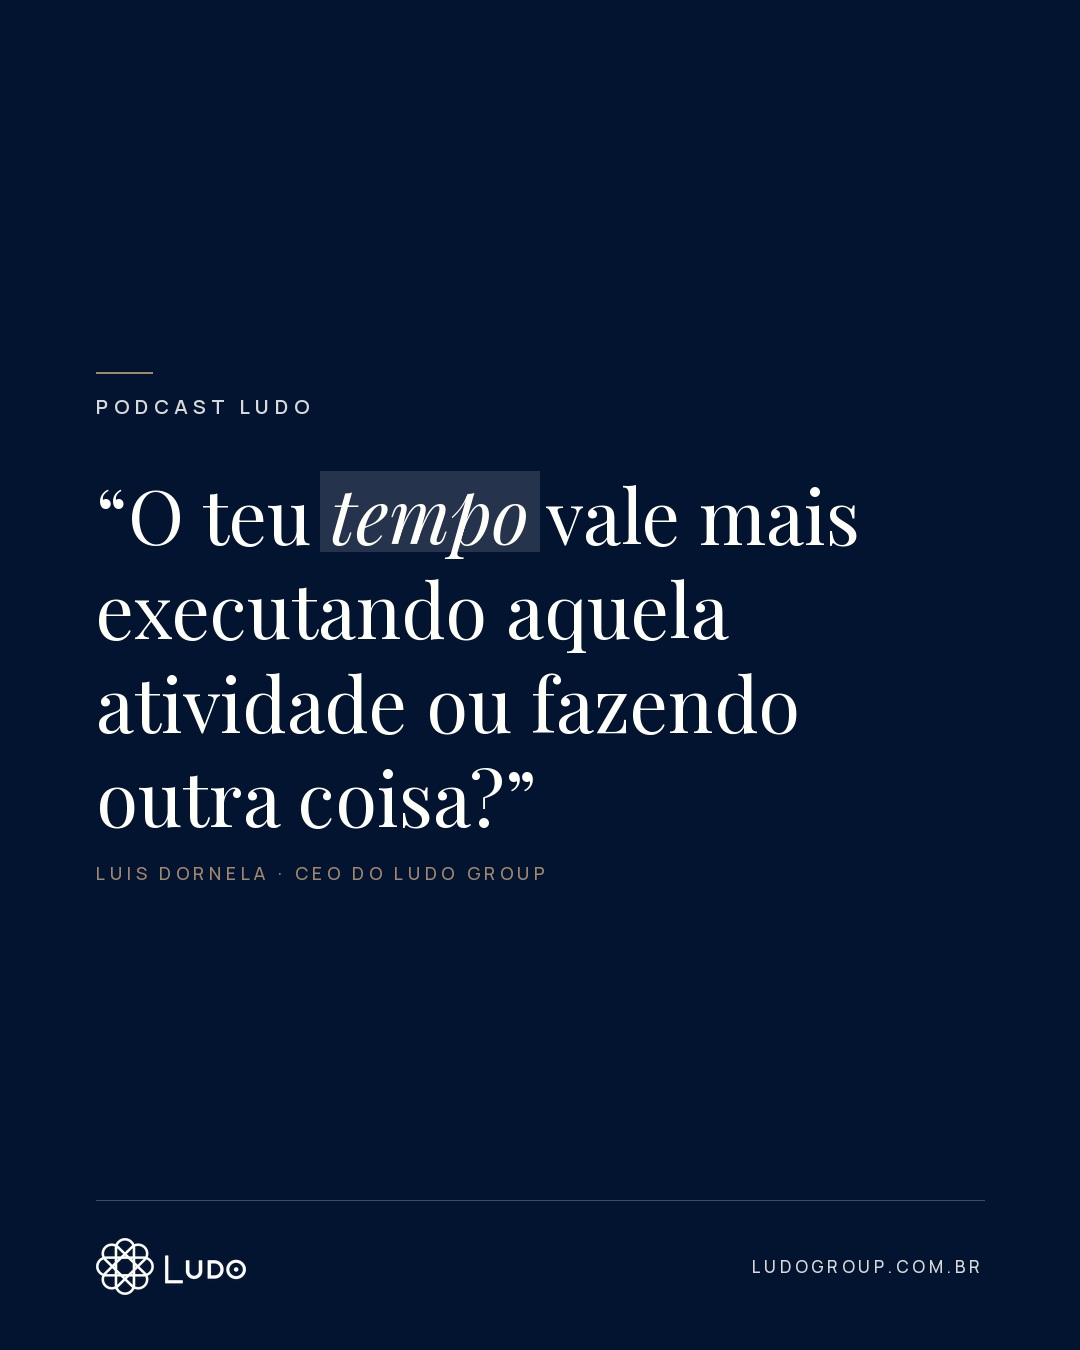 PODCAST LUDO
“O teu tempo vale mais
executando aquela
atividade ou fazendo
outra coisa?”
LUIS DORNELA · CEO DO LUDO GROUP
LUDO
LUDOGROUP.COM.BR